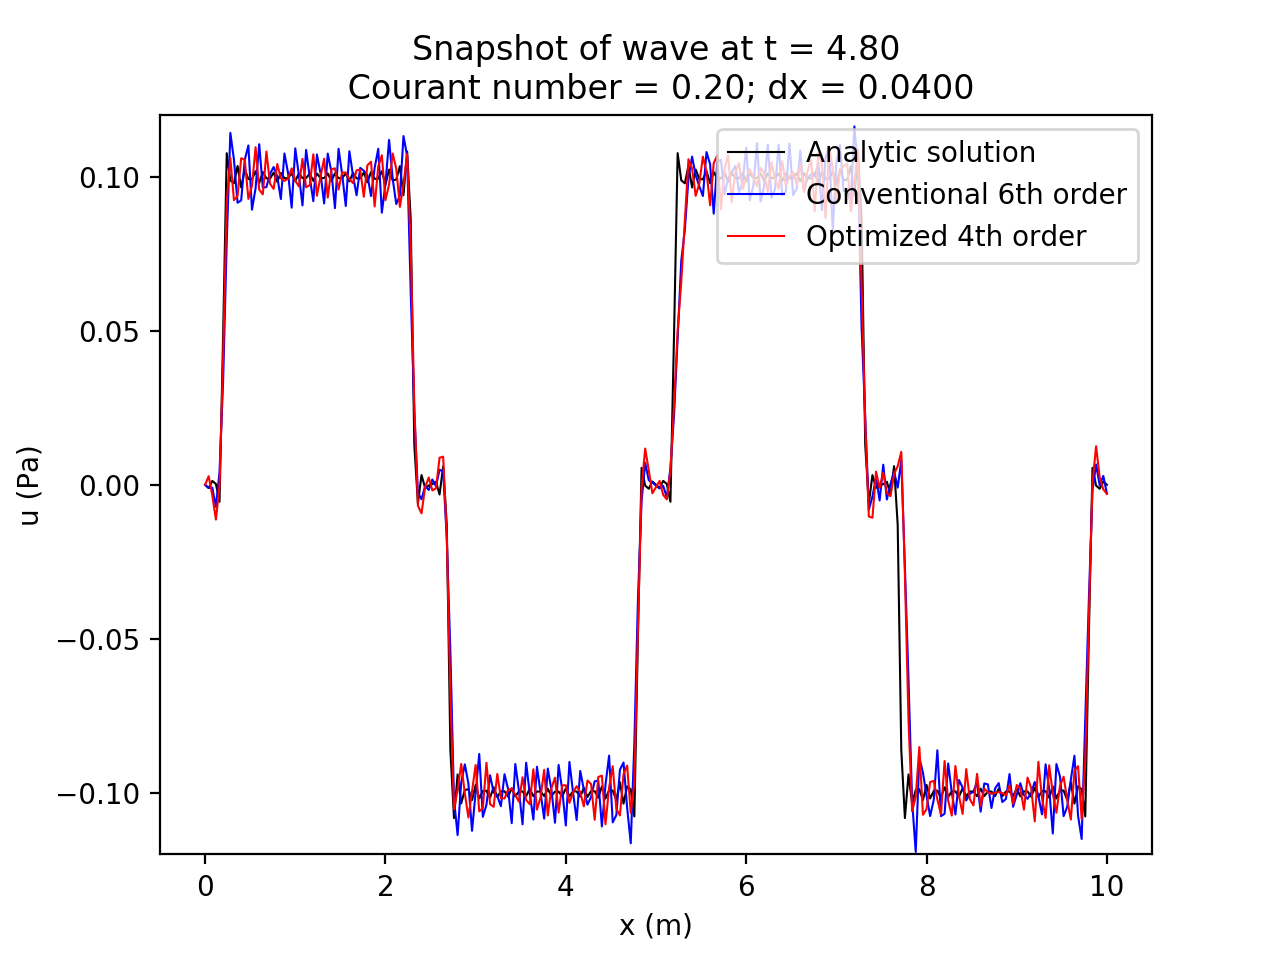 Snapshot of wave at t = 4.80
Courant number = 0.20; dx = 0.0400
Analytic solution
Conventional 6th order
Optimized 4th order
0.10
0.05
0.00
−0.05
−0.10
u (Pa)
0 2 4 6 8 10
x (m)